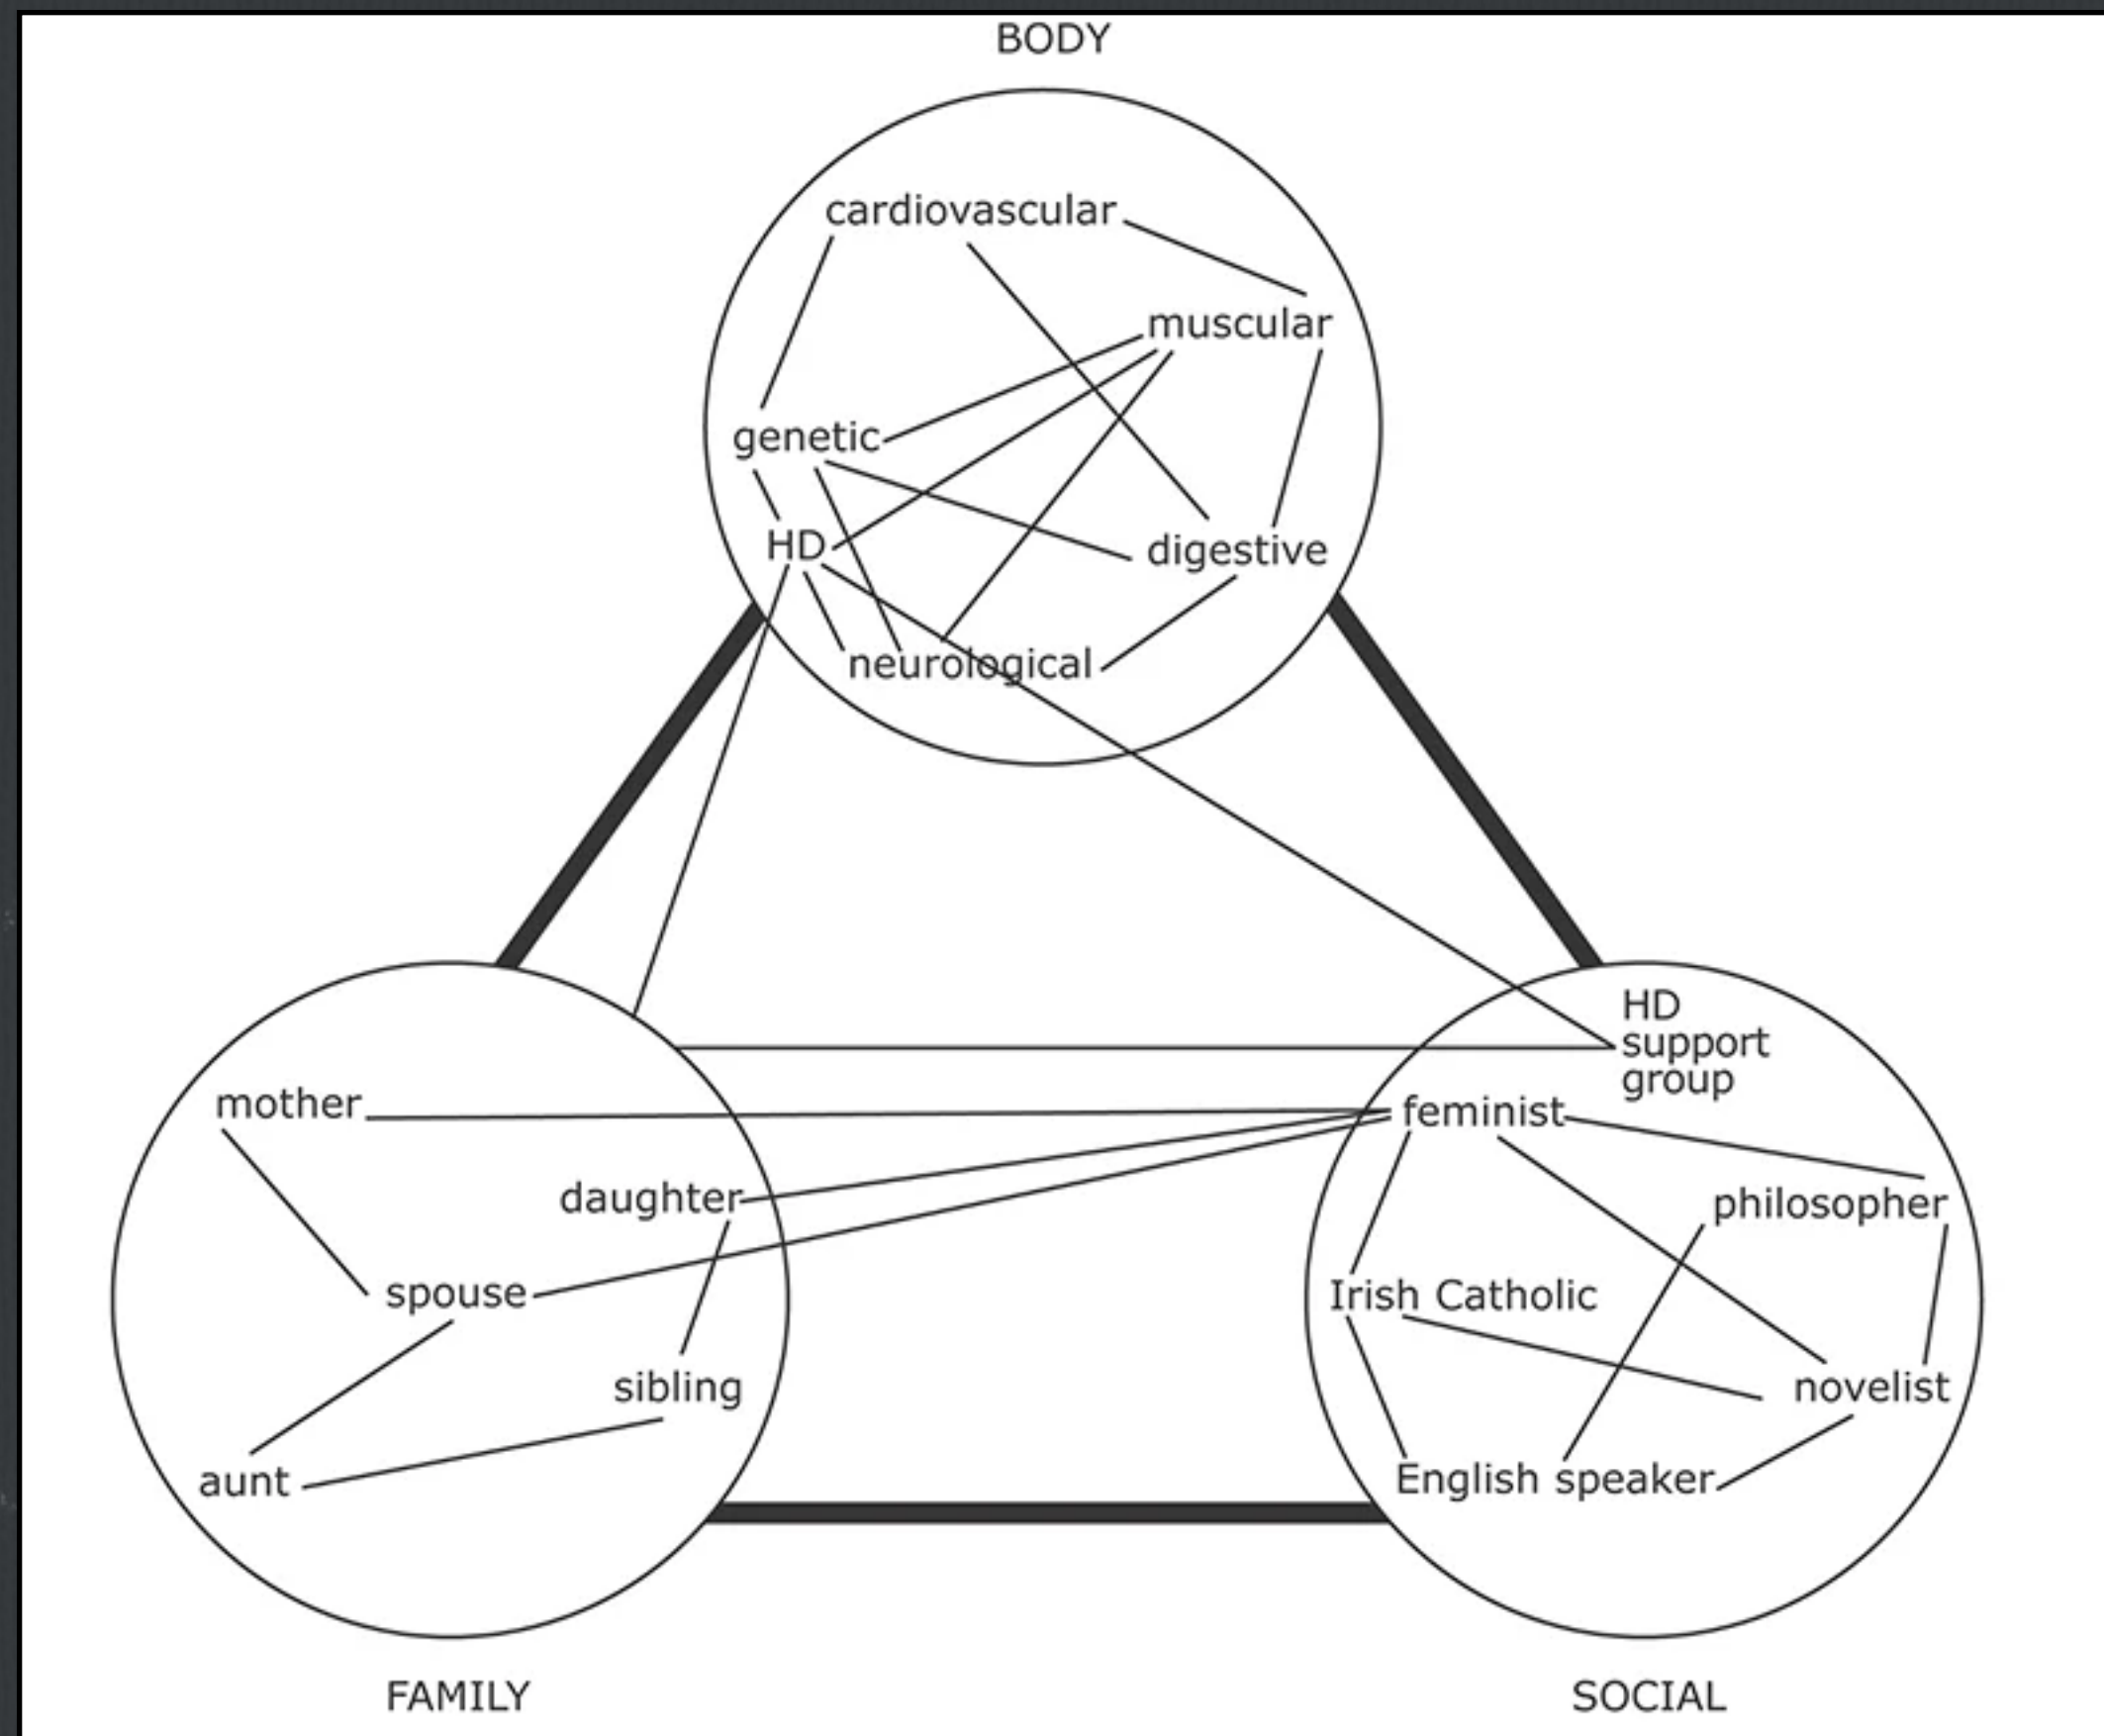 BODY
cardiovascular
muscular
genetic
HD
digestive
neurological
HD
support
group
mother
feminist
daughter
philosopher
spouse
Irish Catholic
sibling
novelist
aunt
English speaker
FAMILY
SOCIAL